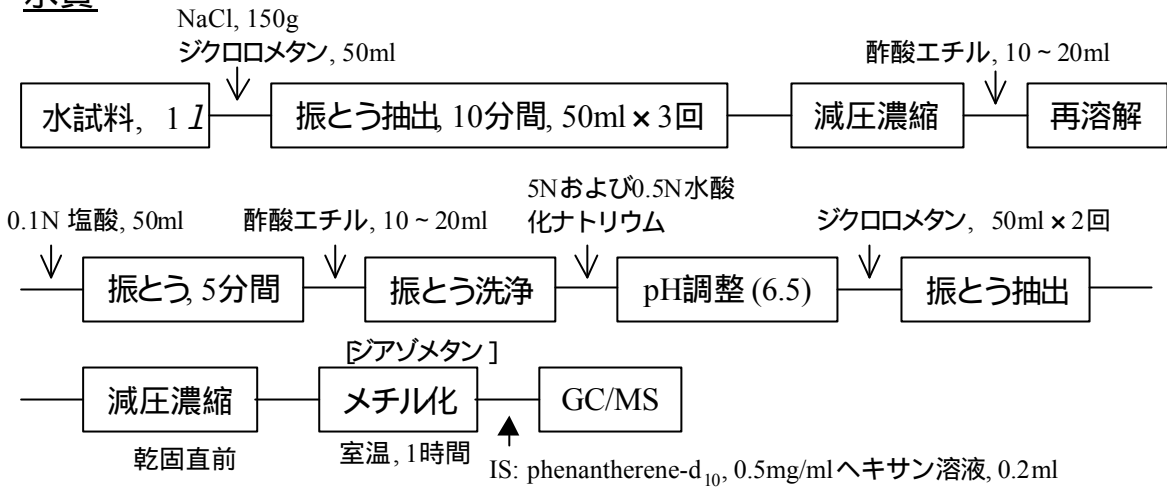 水質
NaCl, 150g
ジクロロメタン, 50ml
酢酸エチル, 10 ~ 20ml
水試料, 1 l
振とう抽出, 10分間, 50ml × 3回
減圧濃縮
再溶解
0.1N 塩酸, 50ml
酢酸エチル, 10 ~ 20ml
5Nおよび0.5N水酸
化ナトリウム
ジクロロメタン, 50ml × 2回
振とう, 5分間
振とう洗浄
pH調整 (6.5)
振とう抽出
[ジアゾメタン ]
減圧濃縮
メチル化
GC/MS
乾固直前
室温, 1時間
IS: phenantherene-d10, 0.5mg/mlヘキサン溶液, 0.2ml